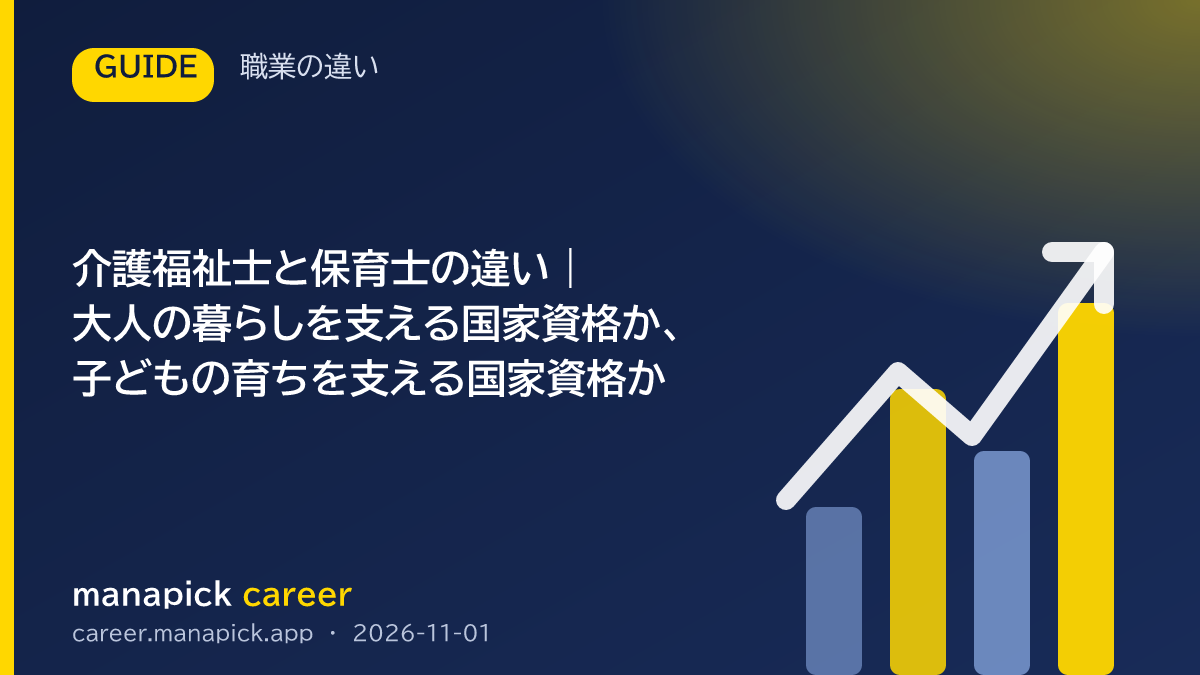 GUIDE 職業の違い
介護福祉士と保育士の違い｜
大人の暮らしを支える国家資格か、
子どもの育ちを支える国家資格か
manapick career
career.manapick.app ・ 2026-11-01